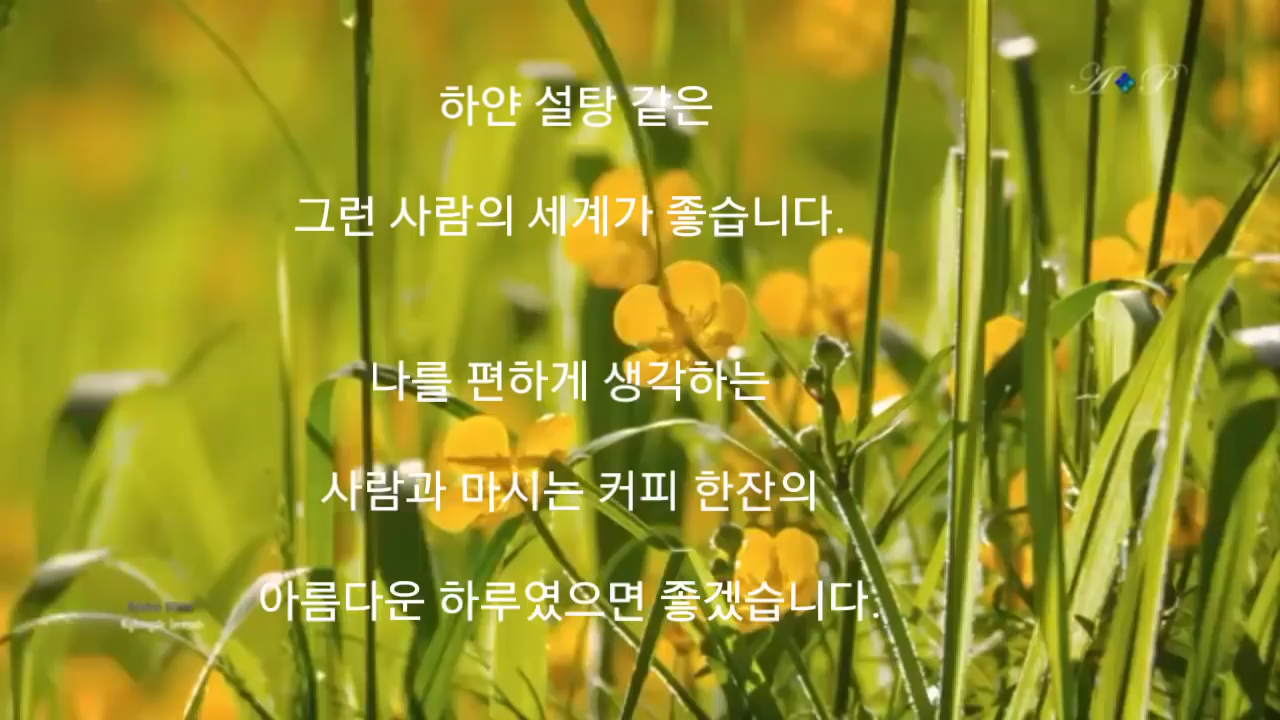 A P
하얀 설탕 같은
그런 사람의 세계가 좋습니다.
나를 편하게 생각하는
사람과 마시는 커피 한잔의
아름다운 하루였으면 좋겠습니다.